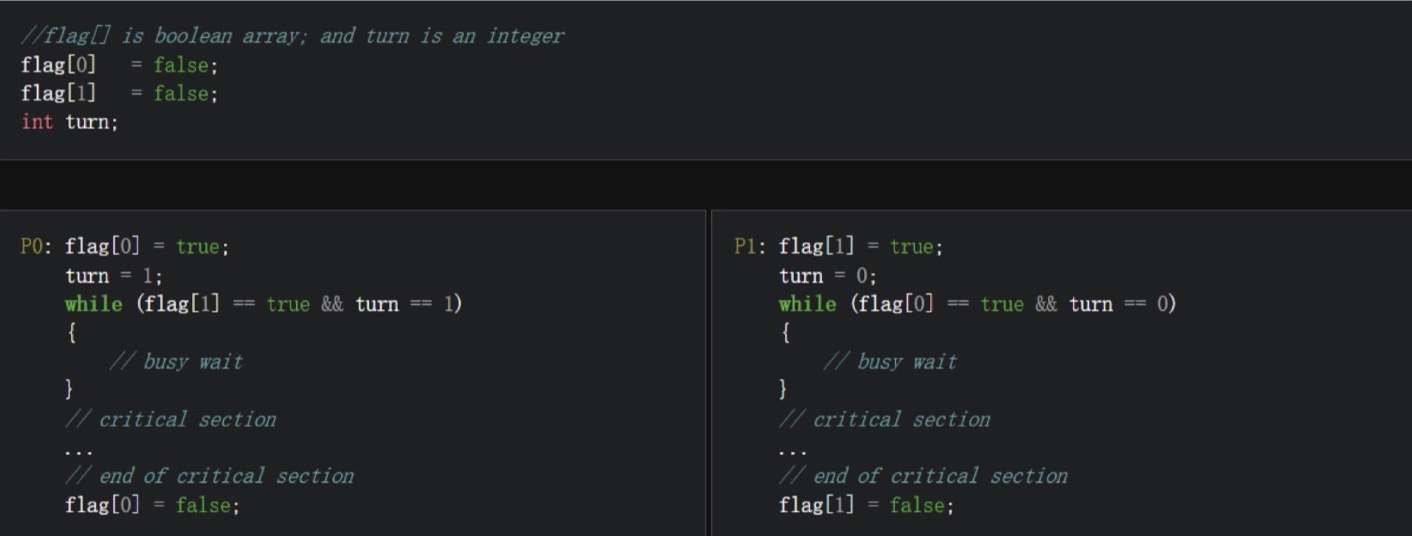 //flag[] is boolean array; and turn is an integer
flag[0]   = false;
flag[1]   = false;
int turn;
P0: flag[0] = true;
    turn = 1;
    while (flag[1] == true && turn == 1)
    {
        // busy wait
    }
    // critical section
    ...
    // end of critical section
    flag[0] = false;
P1: flag[1] = true;
    turn = 0;
    while (flag[0] == true && turn == 0)
    {
        // busy wait
    }
    // critical section
    ...
    // end of critical section
    flag[1] = false;